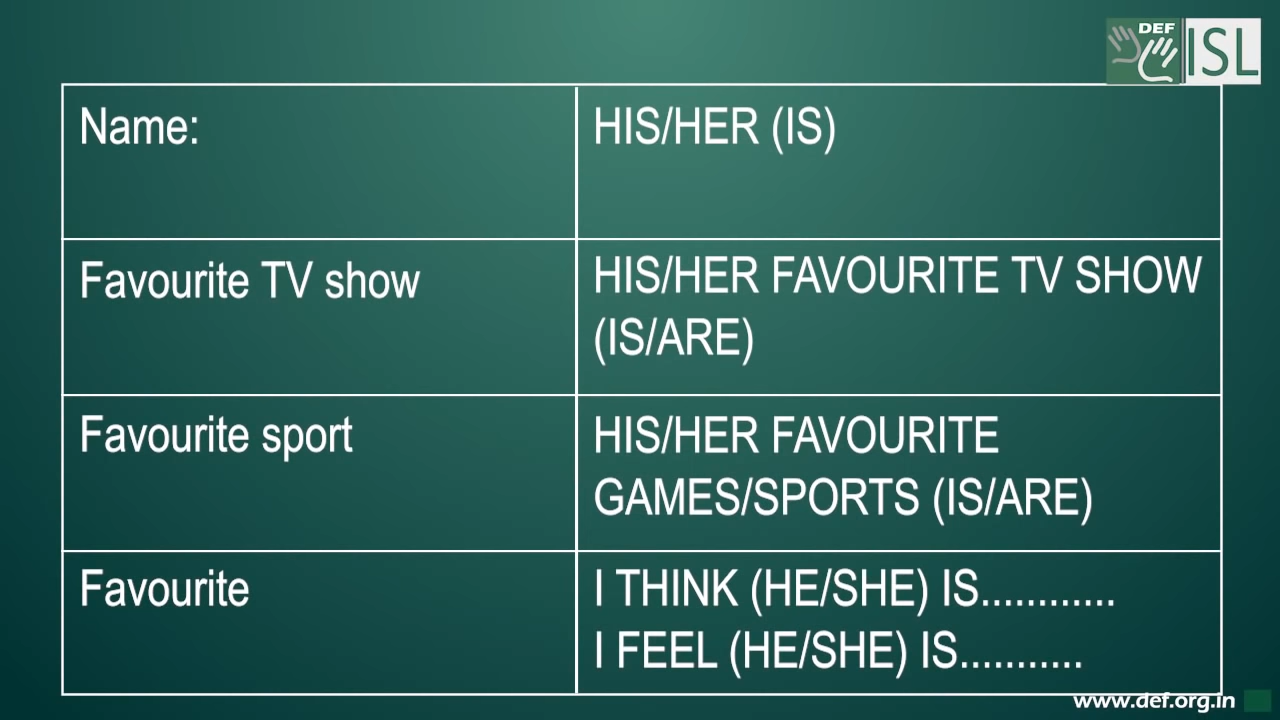 DEF
ISL
Name:
HIS/HER (IS)
Favourite TV show
HIS/HER FAVOURITE TV SHOW
(IS/ARE)
Favourite sport
HIS/HER FAVOURITE
GAMES/SPORTS (IS/ARE)
Favourite
I THINK (HE/SHE) IS............
I FEEL (HE/SHE) IS...........
www.def.org.in